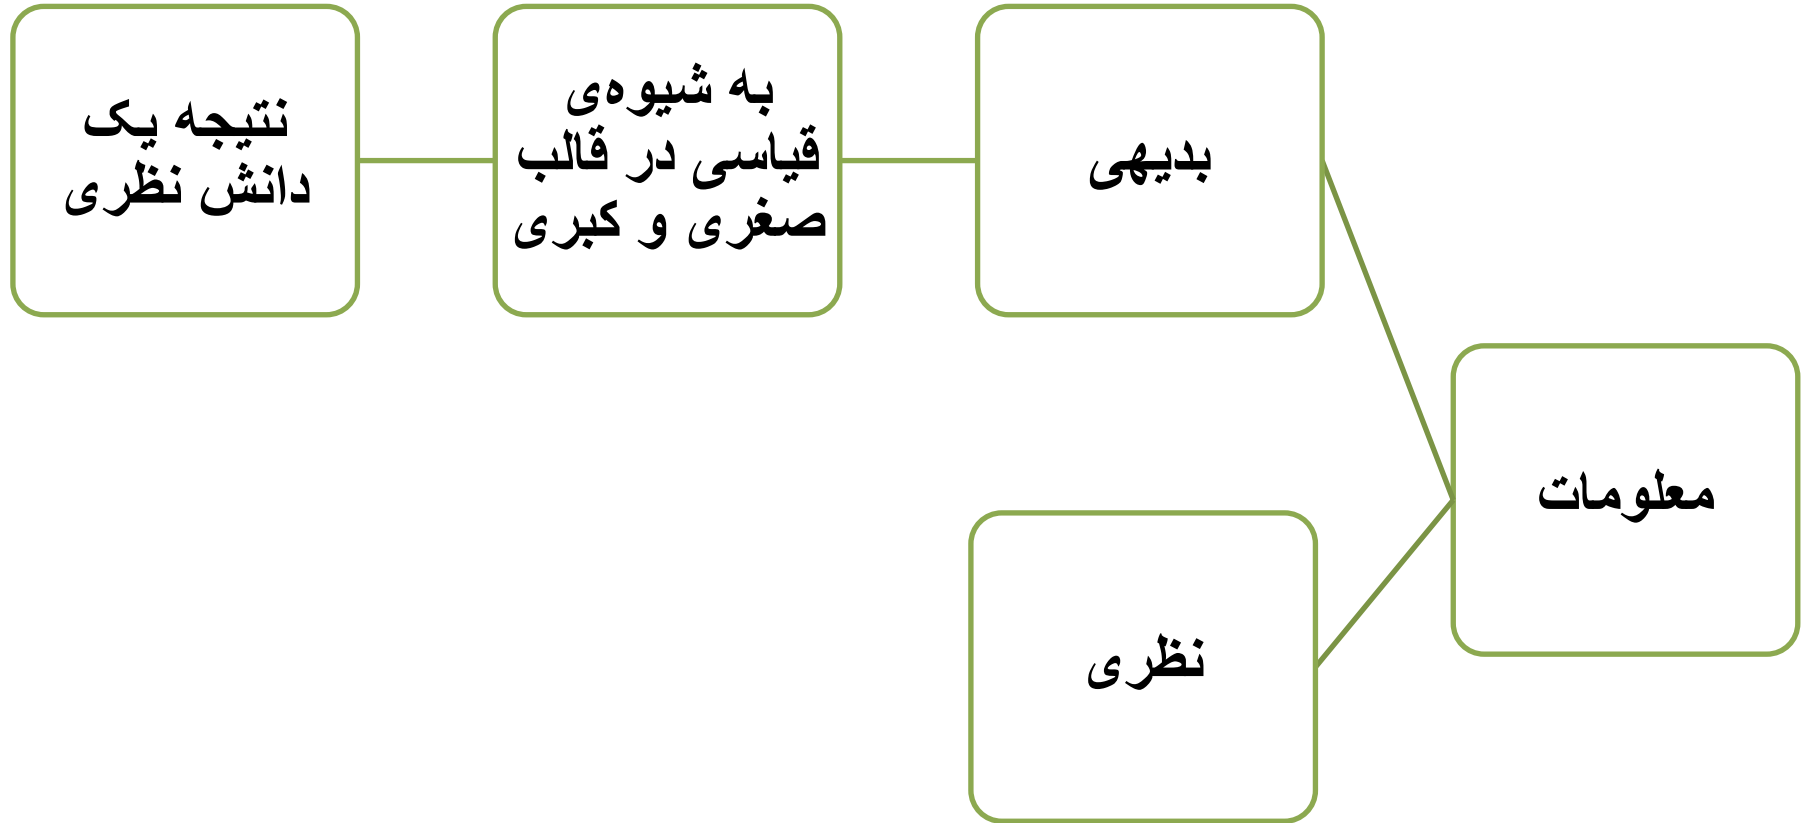 معلومات
بدیهی
به شیوه‌ی
قیاسی در قالب
صغری و کبری
نتیجه یک
دانش نظری
نظری